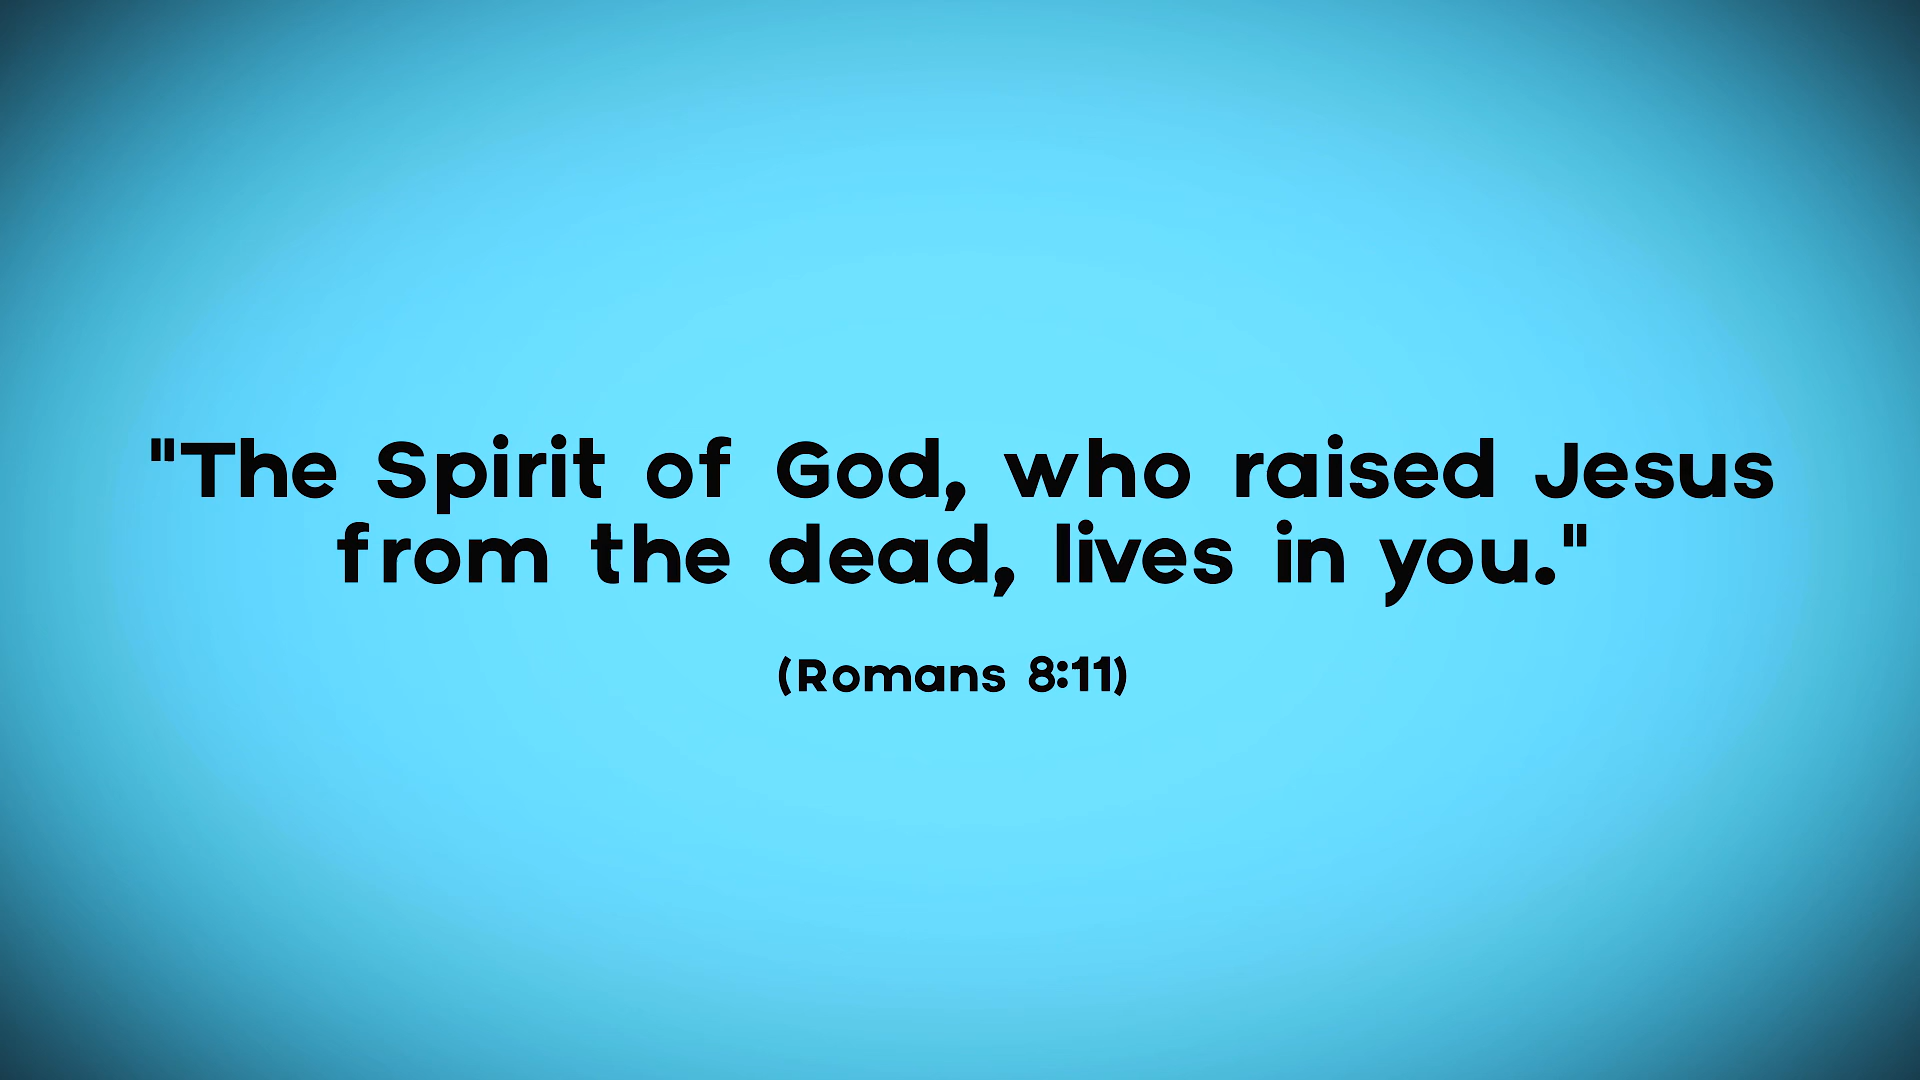 "The Spirit of God, who raised Jesus
from the dead, lives in you."
(Romans 8:11)